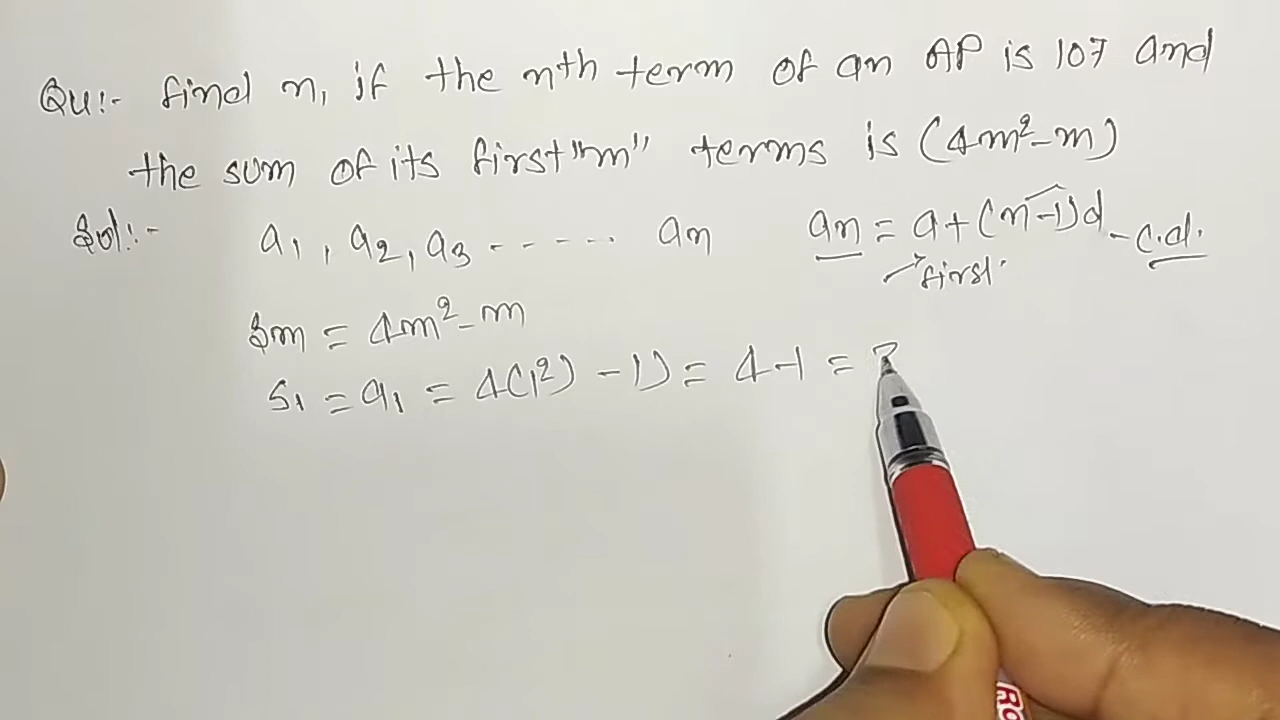 Qu:- find n, if the nth term of an AP is 107 and
the sum of its first "m" terms is (4m²-m)
Sol:- a1, a2, a3 ------ an an = a+(n-1)d - c.d.
first
Sm = 4m²-m
S1 = a1 = 4(1²) - 1) = 4-1 = 3
Ro